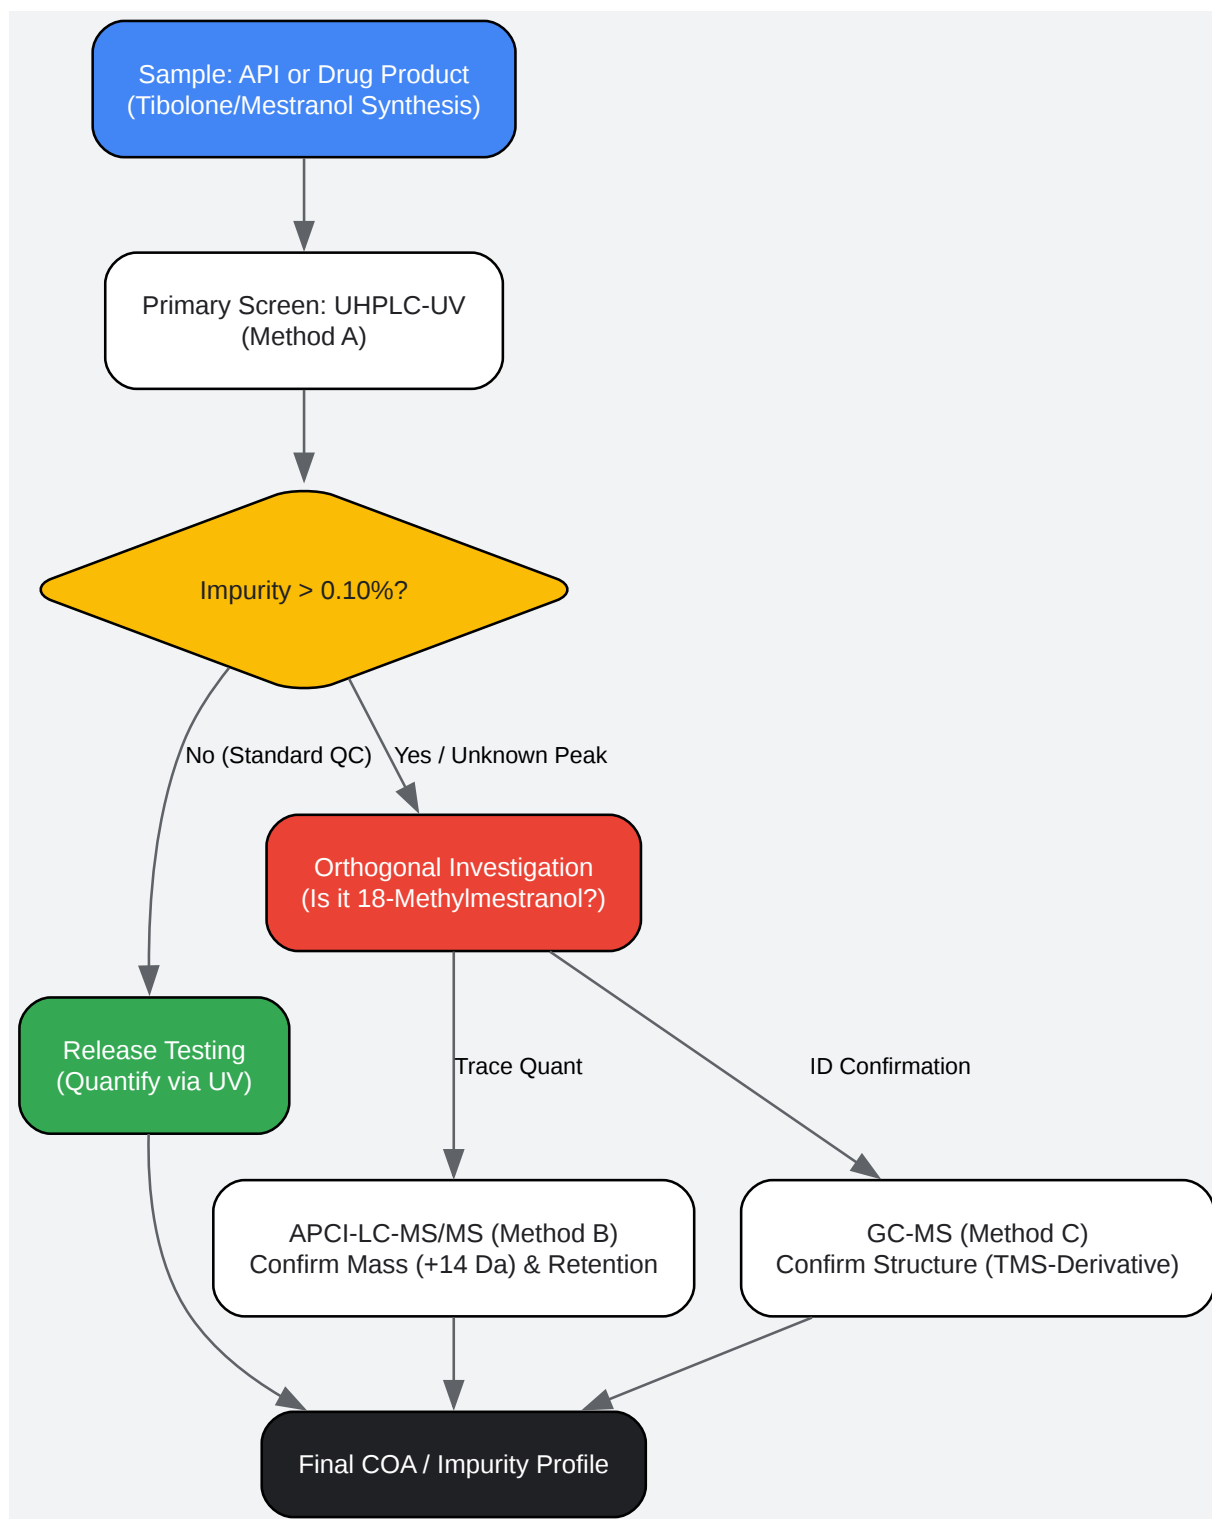 Sample: API or Drug Product
(Tibolone/Mestranol Synthesis)
Primary Screen: UHPLC-UV
(Method A)
Impurity > 0.10%?
No (Standard QC)
Yes / Unknown Peak
Orthogonal Investigation
(Is it 18-Methylmestranol?)
Release Testing
(Quantify via UV)
Trace Quant
ID Confirmation
APCI-LC-MS/MS (Method B)
Confirm Mass (+14 Da) & Retention
GC-MS (Method C)
Confirm Structure (TMS-Derivative)
Final COA / Impurity Profile